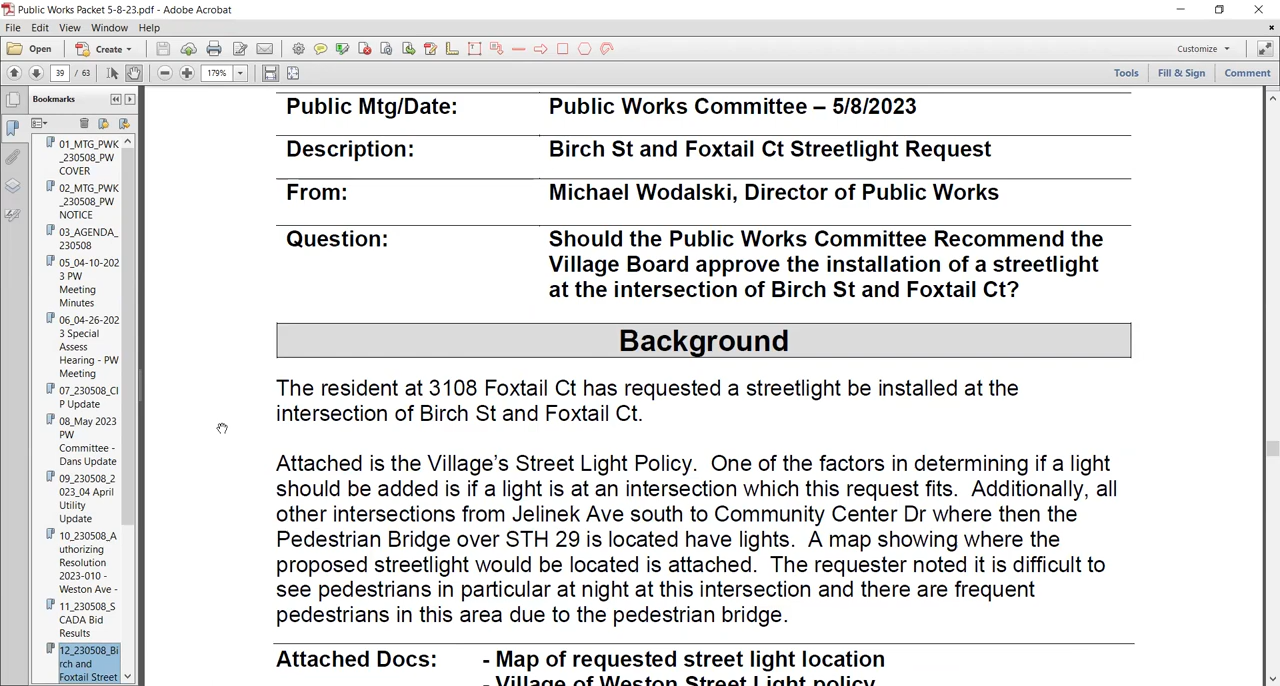 Public Works Packet 5-8-23.pdf - Adobe Acrobat
File Edit View Window Help
Open Create Customize
39 / 63 179% Tools Fill & Sign Comment
Bookmarks
01_MTG_PWK
_230508_PW
COVER
02_MTG_PWK
_230508_PW
NOTICE
03_AGENDA_
230508
05_04-10-202
3 PW
Meeting
Minutes
06_04-26-202
3 Special
Assess
Hearing - PW
Meeting
07_230508_CI
P Update
08_May 2023
PW
Committee -
Dans Update
09_230508_2
023_04 April
Utility
Update
10_230508_A
uthorizing
Resolution
2023-010 -
Weston Ave -
11_230508_S
CADA Bid
Results
12_230508_Bi
rch and
Foxtail Street
Public Mtg/Date: Public Works Committee – 5/8/2023
Description: Birch St and Foxtail Ct Streetlight Request
From: Michael Wodalski, Director of Public Works
Question: Should the Public Works Committee Recommend the
Village Board approve the installation of a streetlight
at the intersection of Birch St and Foxtail Ct?
Background
The resident at 3108 Foxtail Ct has requested a streetlight be installed at the
intersection of Birch St and Foxtail Ct.
Attached is the Village’s Street Light Policy. One of the factors in determining if a light
should be added is if a light is at an intersection which this request fits. Additionally, all
other intersections from Jelinek Ave south to Community Center Dr where then the
Pedestrian Bridge over STH 29 is located have lights. A map showing where the
proposed streetlight would be located is attached. The requester noted it is difficult to
see pedestrians in particular at night at this intersection and there are frequent
pedestrians in this area due to the pedestrian bridge.
Attached Docs: - Map of requested street light location
- Village of Weston Street Light policy